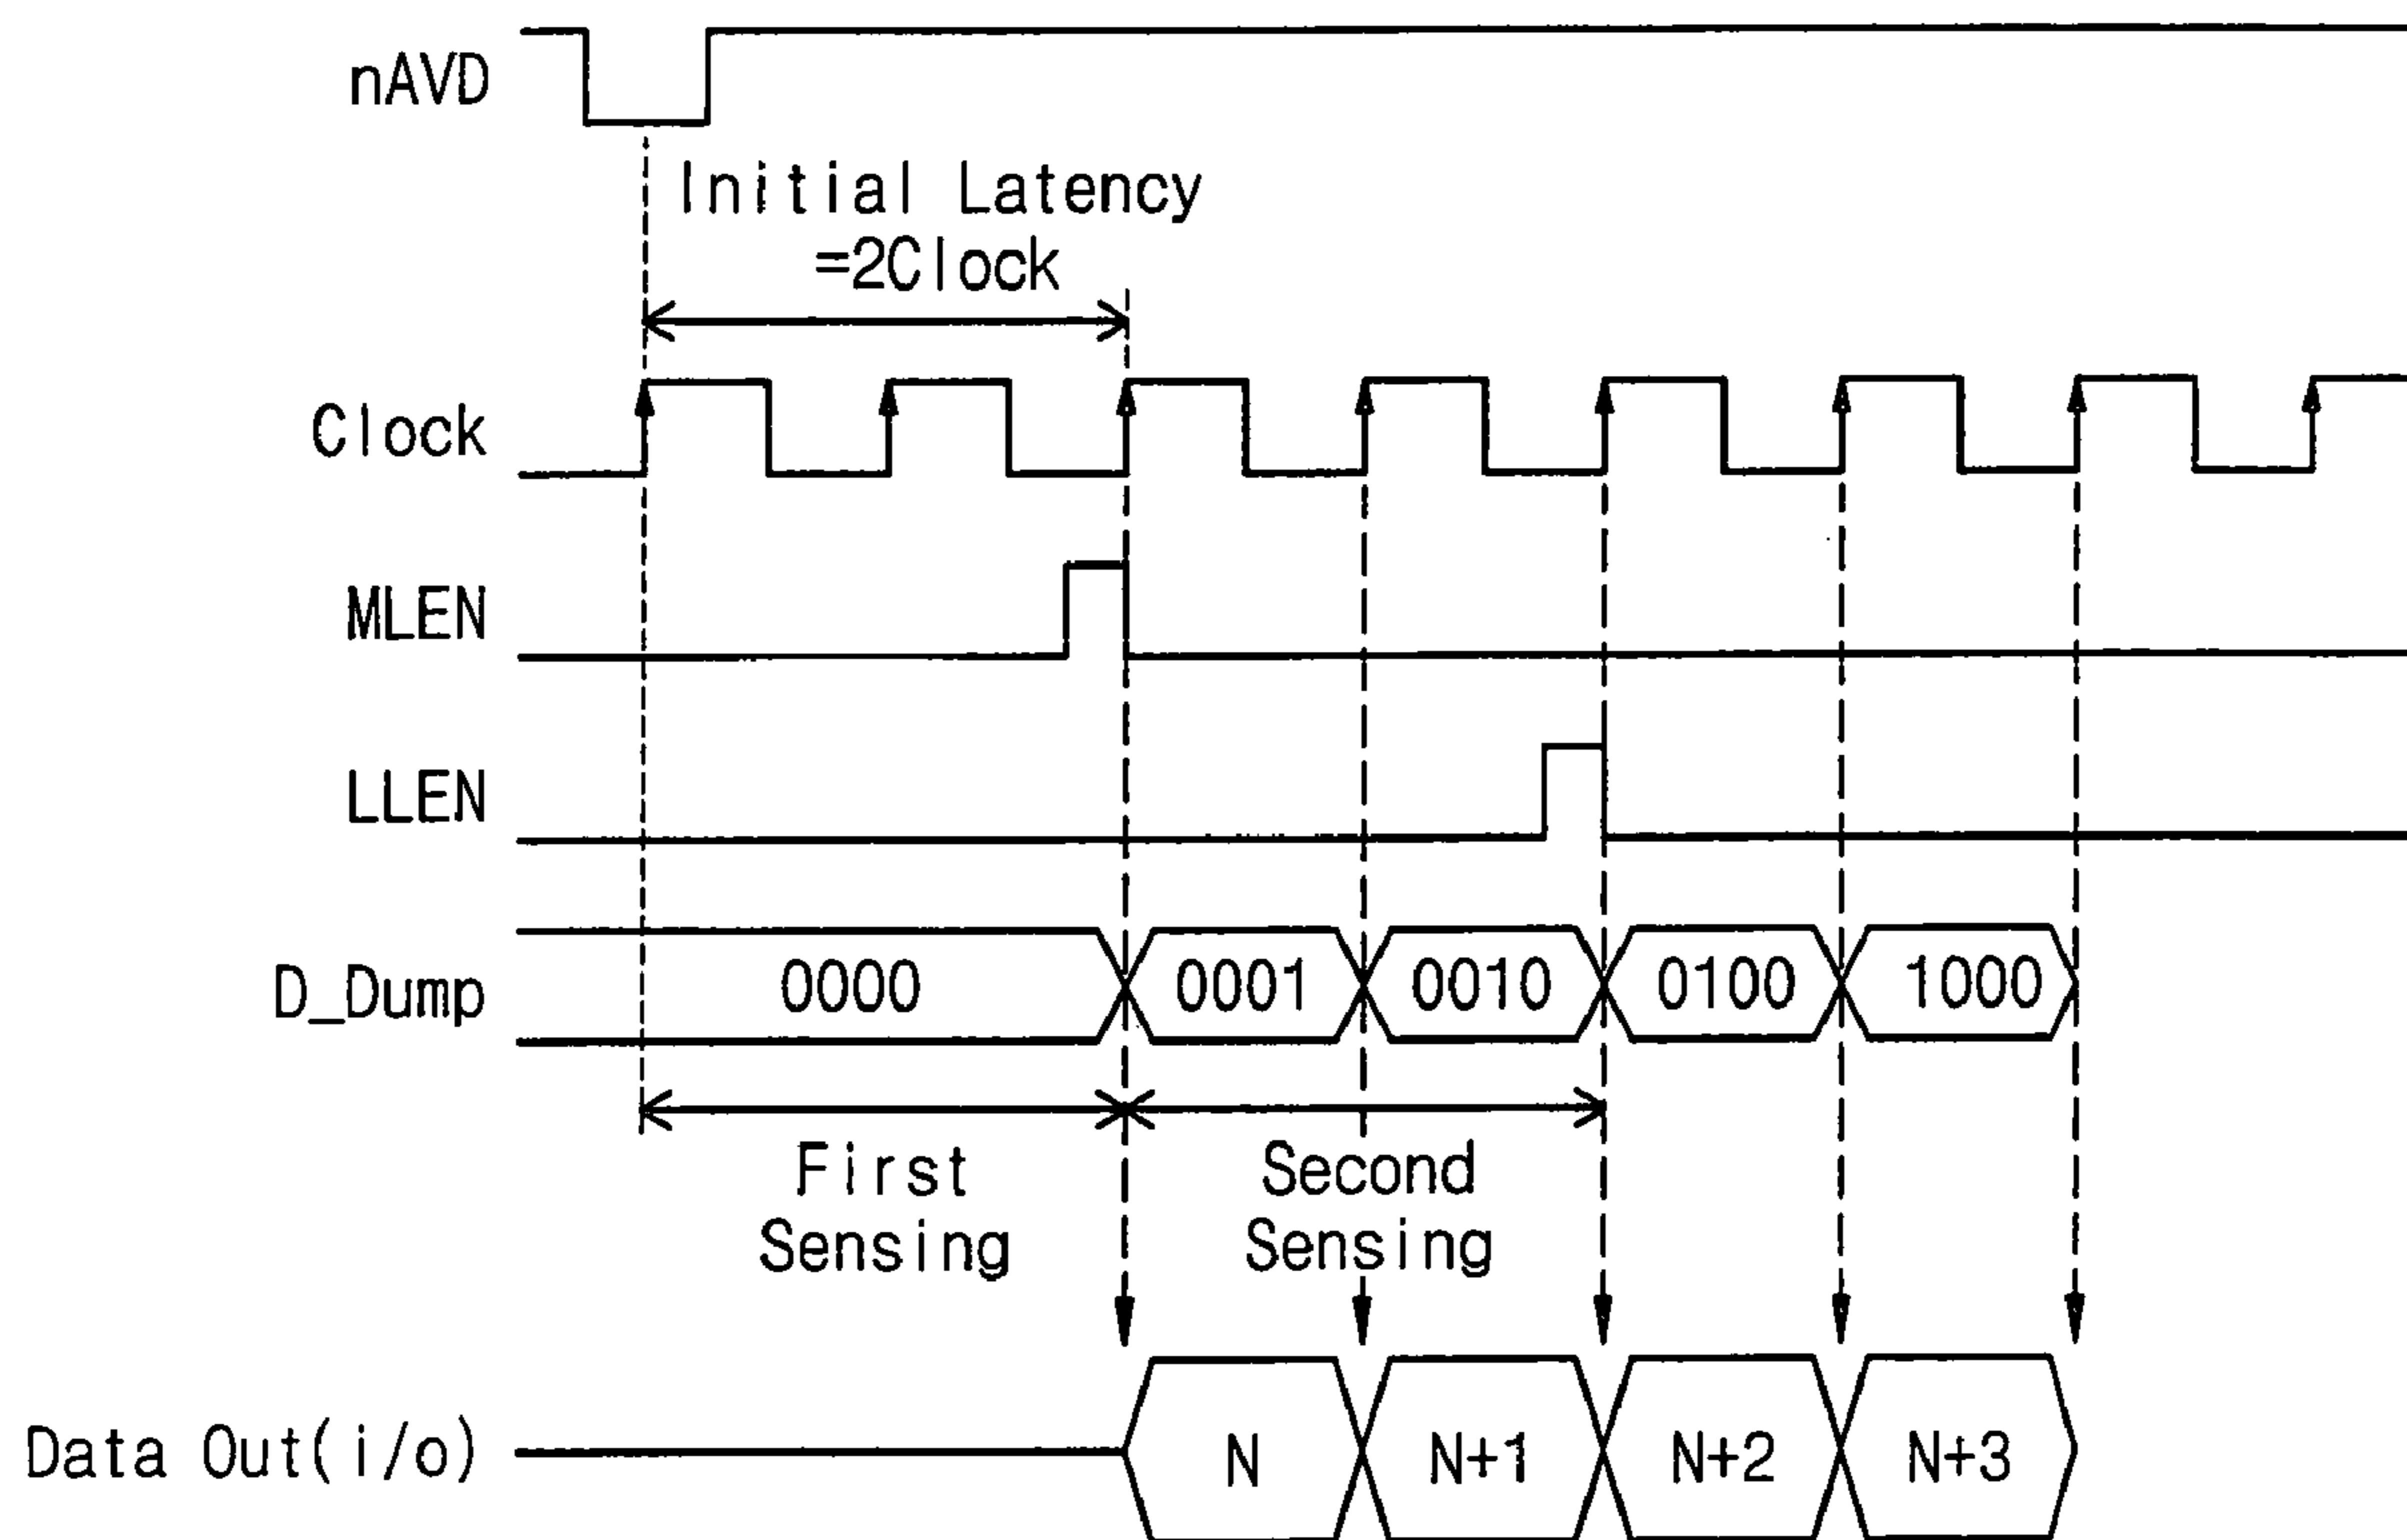 nAVD
Initial Latency
=2Clock
Clock
MLEN
LLEN
D_Dump 0000 0001 0010 0100 1000
First Second
Sensing Sensing
Data Out(i/o) N N+1 N+2 N+3